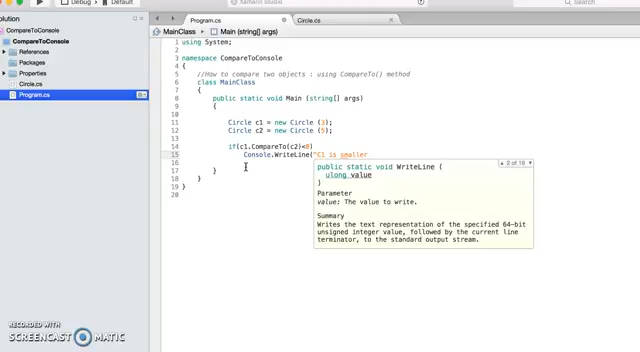 Debug
Default
Xamarin Studio
Search
olution
CompareToConsole
CompareToConsole
References
Packages
Properties
Circle.cs
Program.cs
Program.cs
Circle.cs
MainClass
Main (string[] args)
1 using System;
2
3 namespace CompareToConsole
4 {
5 //How to compare two objects : using CompareTo() method
6 class MainClass
7 {
8 public static void Main (string[] args)
9 {
10
11 Circle c1 = new Circle (3);
12 Circle c2 = new Circle (5);
13
14 if(c1.CompareTo(c2)<0)
15 Console.WriteLine("C1 is smaller
16
17 }
18 }
19 }
20
2 of 19
public static void WriteLine (
ulong value
)
Parameter
value: The value to write.
Summary
Writes the text representation of the specified 64-bit
unsigned integer value, followed by the current line
terminator, to the standard output stream.
RECORDED WITH
SCREENCAST MATIC